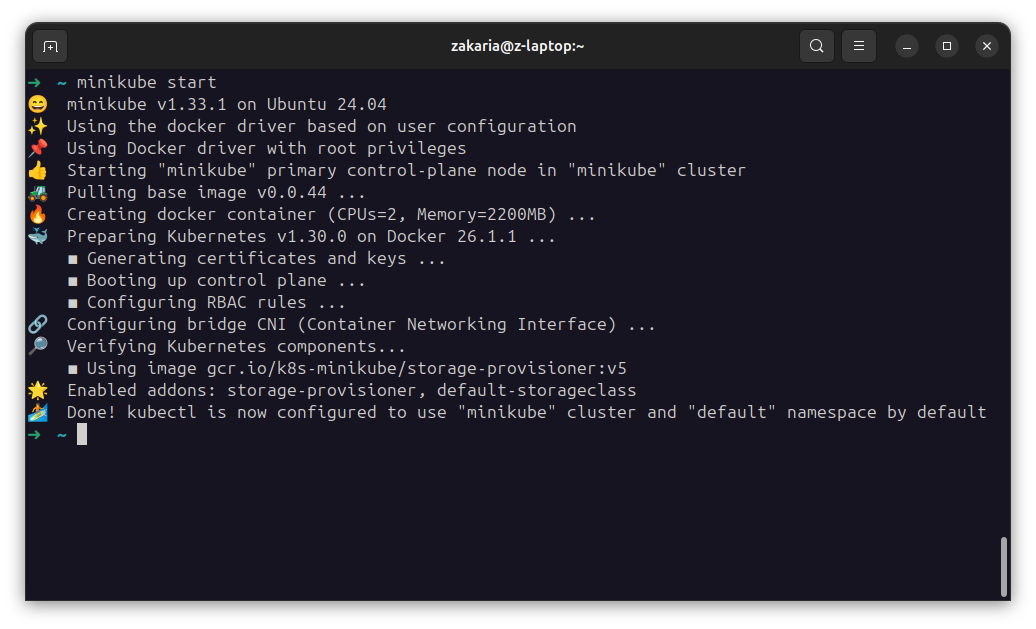 zakaria@z-laptop:~
➜ ~ minikube start
😄 minikube v1.33.1 on Ubuntu 24.04
✨ Using the docker driver based on user configuration
📌 Using Docker driver with root privileges
👍 Starting "minikube" primary control-plane node in "minikube" cluster
🚜 Pulling base image v0.0.44 ...
🔥 Creating docker container (CPUs=2, Memory=2200MB) ...
🐳 Preparing Kubernetes v1.30.0 on Docker 26.1.1 ...
▪ Generating certificates and keys ...
▪ Booting up control plane ...
▪ Configuring RBAC rules ...
🔗 Configuring bridge CNI (Container Networking Interface) ...
🔎 Verifying Kubernetes components...
▪ Using image gcr.io/k8s-minikube/storage-provisioner:v5
🌟 Enabled addons: storage-provisioner, default-storageclass
🏄 Done! kubectl is now configured to use "minikube" cluster and "default" namespace by default
➜ ~